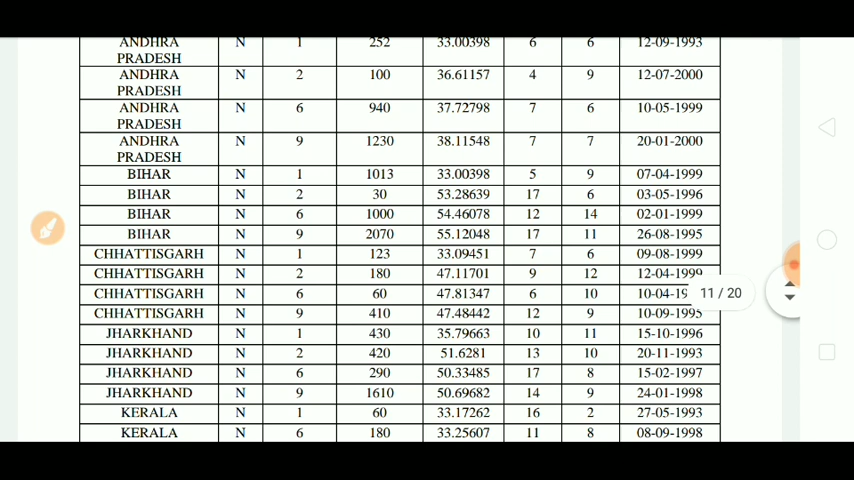 ANDHRA PRADESH N 1 252 33.00398 6 6 12-09-1993
ANDHRA PRADESH N 2 100 36.61157 4 9 12-07-2000
ANDHRA PRADESH N 6 940 37.72798 7 6 10-05-1999
ANDHRA PRADESH N 9 1230 38.11548 7 7 20-01-2000
BIHAR N 1 1013 33.00398 5 9 07-04-1999
BIHAR N 2 30 53.28639 17 6 03-05-1996
BIHAR N 6 1000 54.46078 12 14 02-01-1999
BIHAR N 9 2070 55.12048 17 11 26-08-1995
CHHATTISGARH N 1 123 33.09451 7 6 09-08-1999
CHHATTISGARH N 2 180 47.11701 9 12 12-04-1999
CHHATTISGARH N 6 60 47.81347 6 10
11 / 20
CHHATTISGARH N 9 410 47.48442 12 9 10-09-1995
JHARKHAND N 1 430 35.79663 10 11 15-10-1996
JHARKHAND N 2 420 51.6281 13 10 20-11-1993
JHARKHAND N 6 290 50.33485 17 8 15-02-1997
JHARKHAND N 9 1610 50.69682 14 9 24-01-1998
KERALA N 1 60 33.17262 16 2 27-05-1993
KERALA N 6 180 33.25607 11 8 08-09-1998